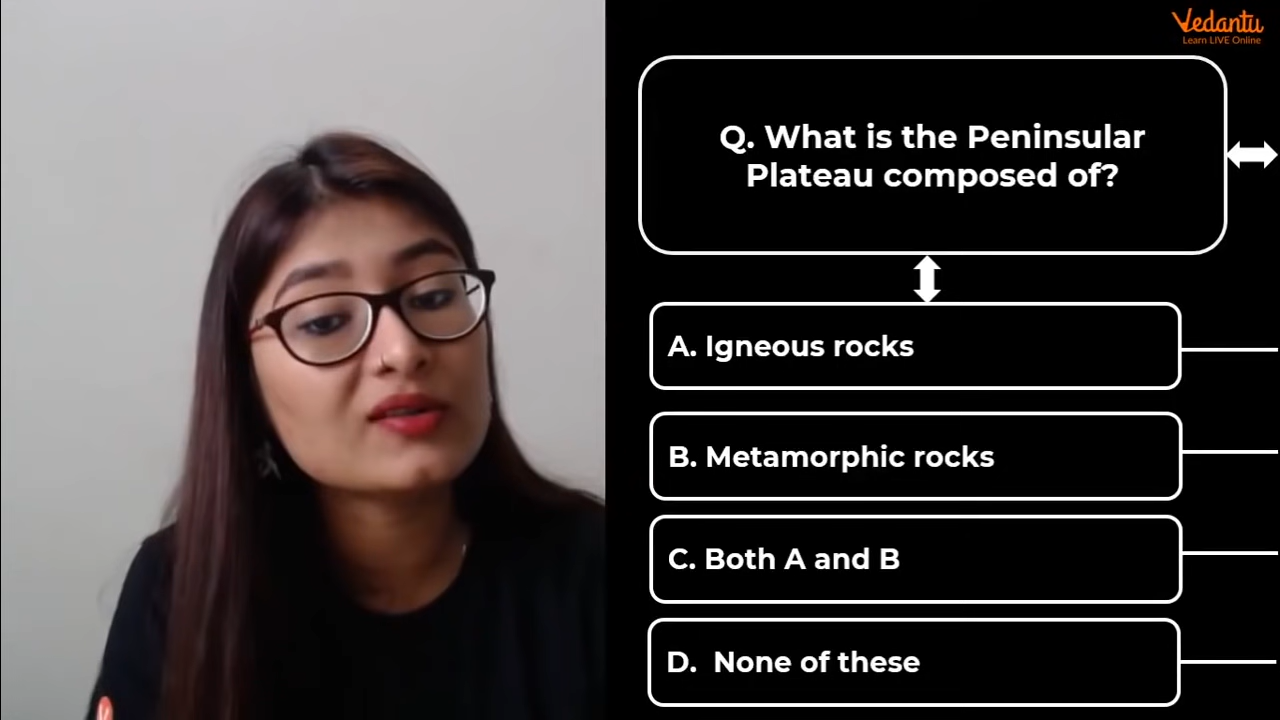 Vedantu
Learn LIVE Online
Q. What is the Peninsular
Plateau composed of?
A. Igneous rocks
B. Metamorphic rocks
C. Both A and B
D. None of these